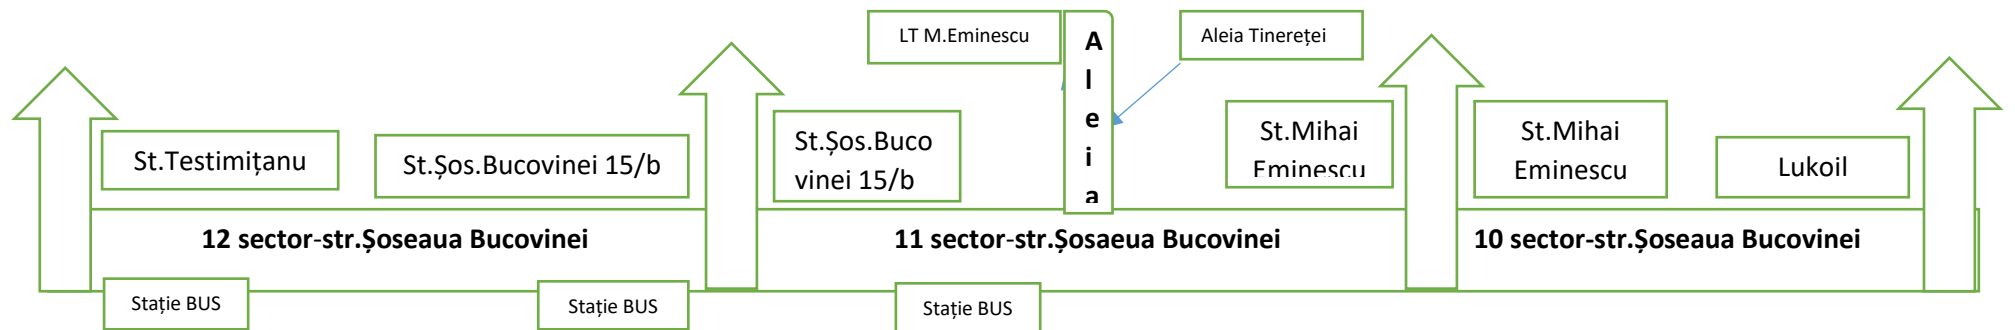 LT M.Eminescu
A
l
e
i
a
Aleia Tinereței
St.Testimițanu
St.Șos.Bucovinei 15/b
St.Șos.Buco
vinei 15/b
St.Mihai
Eminescu
St.Mihai
Eminescu
Lukoil
12 sector-str.Șoseaua Bucovinei
11 sector-str.Șosaeua Bucovinei
10 sector-str.Șoseaua Bucovinei
Stație BUS
Stație BUS
Stație BUS